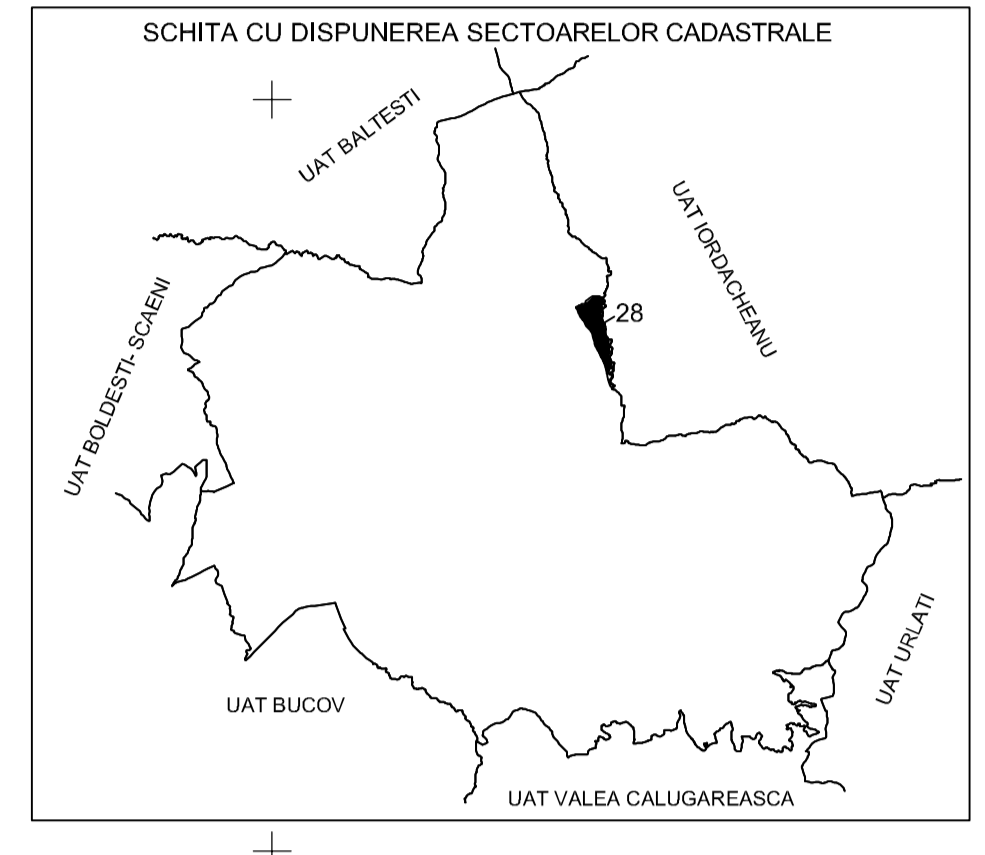 SCHITA CU DISPUNEREA SECTOARELOR CADASTRALE
UAT BALTESTI
UAT IORDACHEANU
28
UAT BOLDESTI- SCAENI
UAT URLATI
UAT BUCOV
UAT VALEA CALUGAREASCA